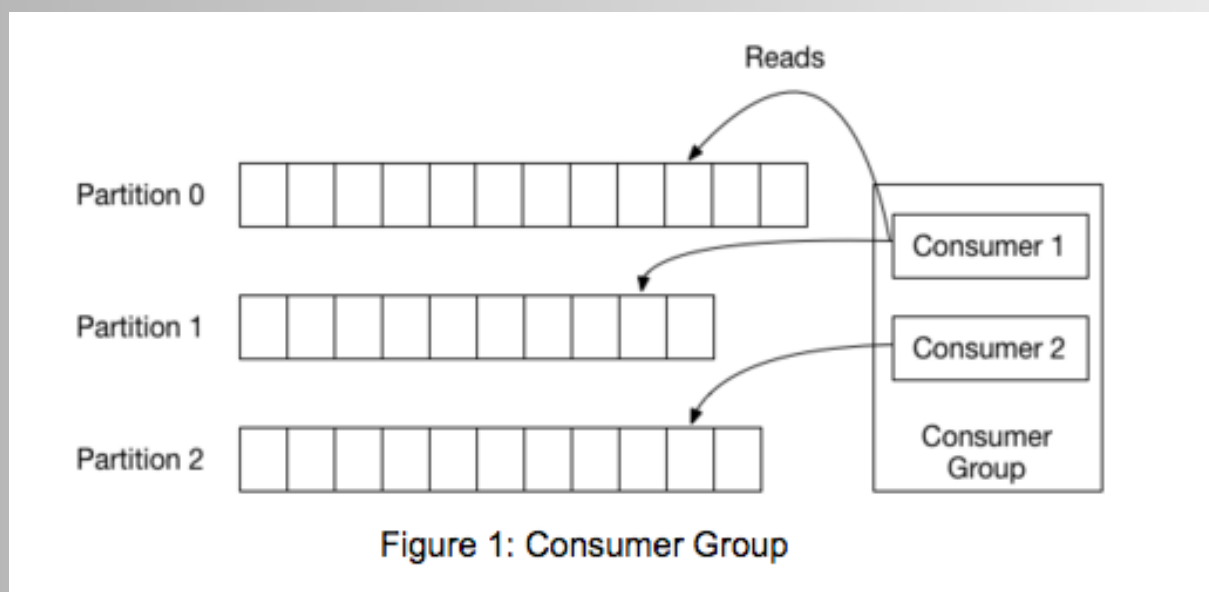 Reads
Partition 0
Consumer 1
Partition 1
Consumer 2
Partition 2
Consumer
Group
Figure 1: Consumer Group